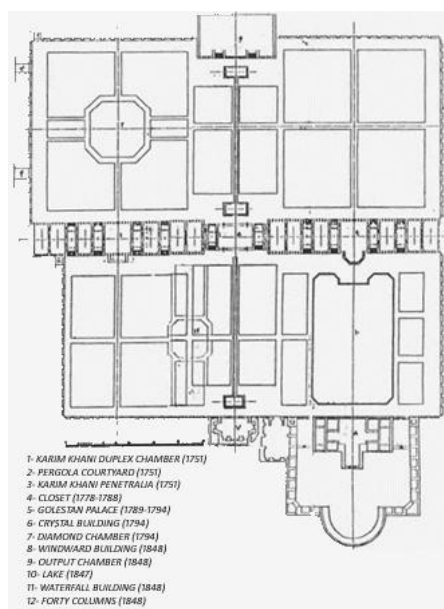 1- KARIM KHANI DUPLEX CHAMBER (1751)
2- PERGOLA COURTYARD (1751)
3- KARIM KHANI PENETRALIA (1751)
4- CLOSET (1778-1788)
5- GOLESTAN PALACE (1789-1794)
6- CRYSTAL BUILDING (1794)
7- DIAMOND CHAMBER (1794)
8- WINDWARD BUILDING (1848)
9- OUTPUT CHAMBER (1848)
10- LAKE (1847)
11- WATERFALL BUILDING (1848)
12- FORTY COLUMNS (1848)